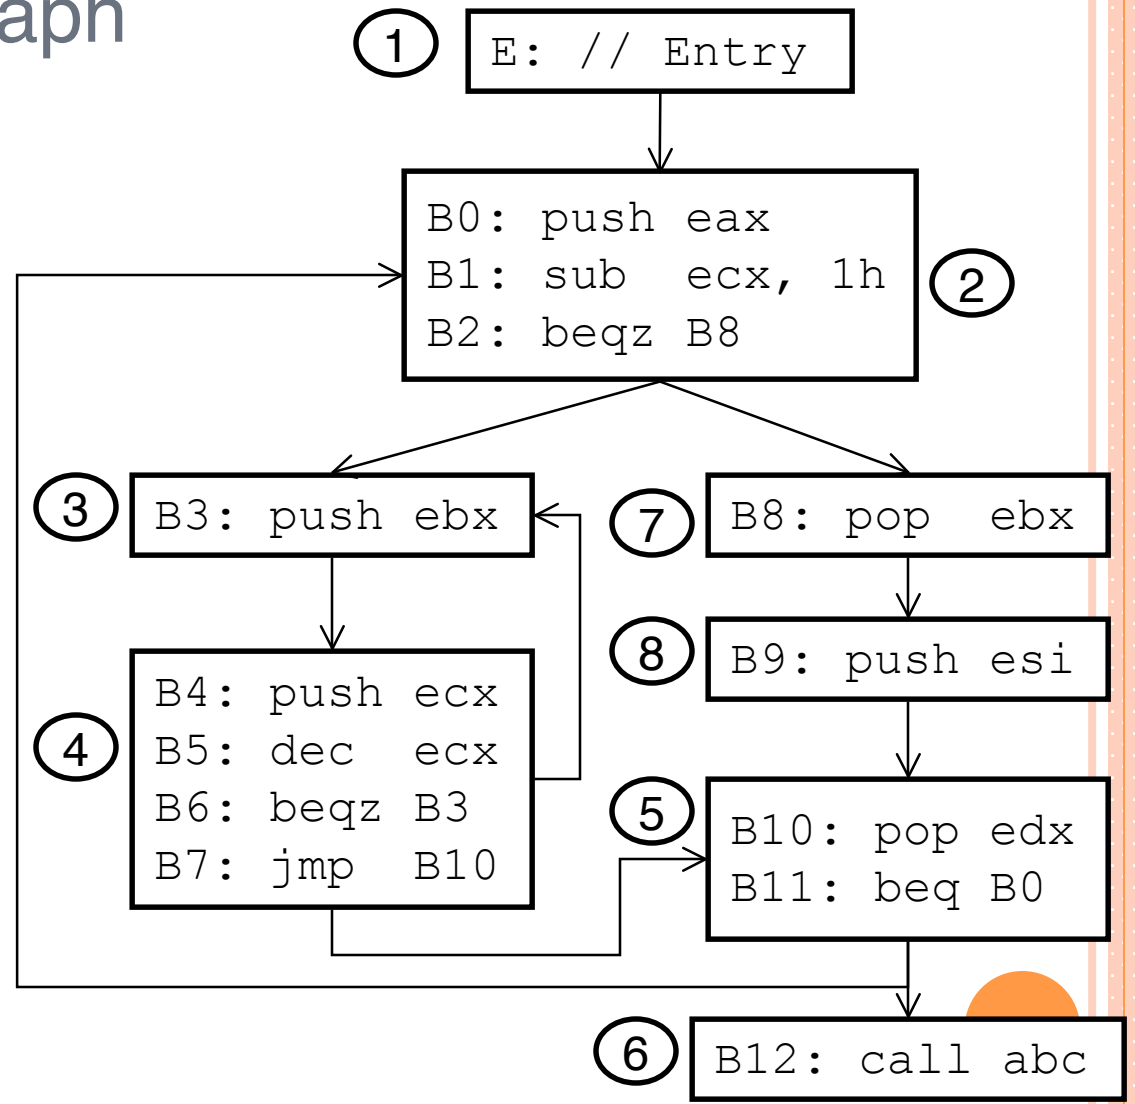 aph
1
E: // Entry
B0: push eax
B1: sub ecx, 1h
B2: beqz B8
2
3
B3: push ebx
7
B8: pop ebx
8
B9: push esi
4
B4: push ecx
B5: dec ecx
B6: beqz B3
B7: jmp B10
5
B10: pop edx
B11: beq B0
6
B12: call abc